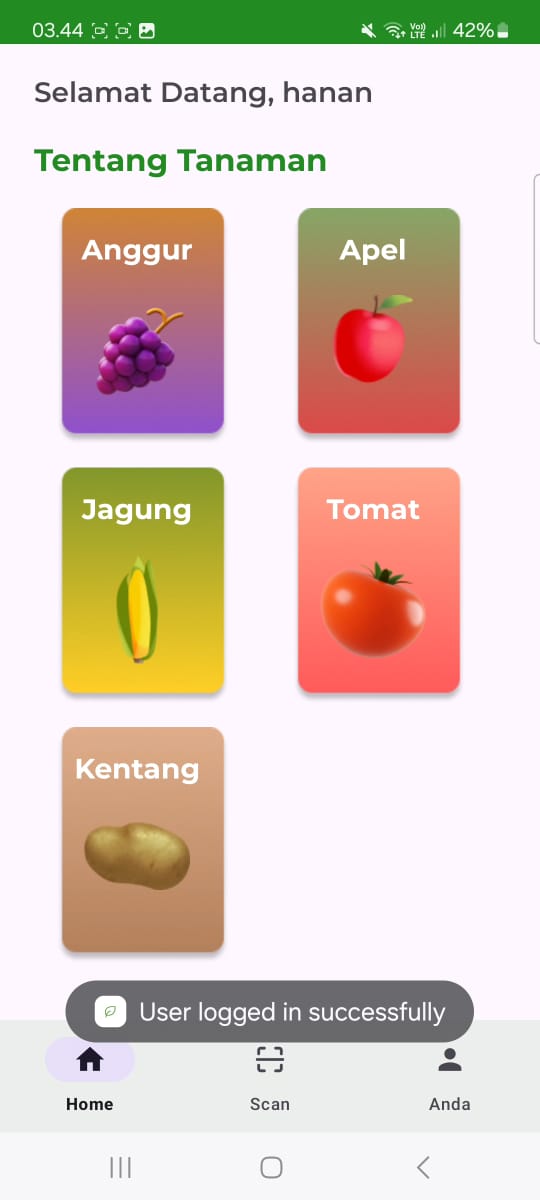 03.44
Vo)) LTE
42%
Selamat Datang, hanan
Tentang Tanaman
Anggur
Apel
Jagung
Tomat
Kentang
User logged in successfully
Home
Scan
Anda